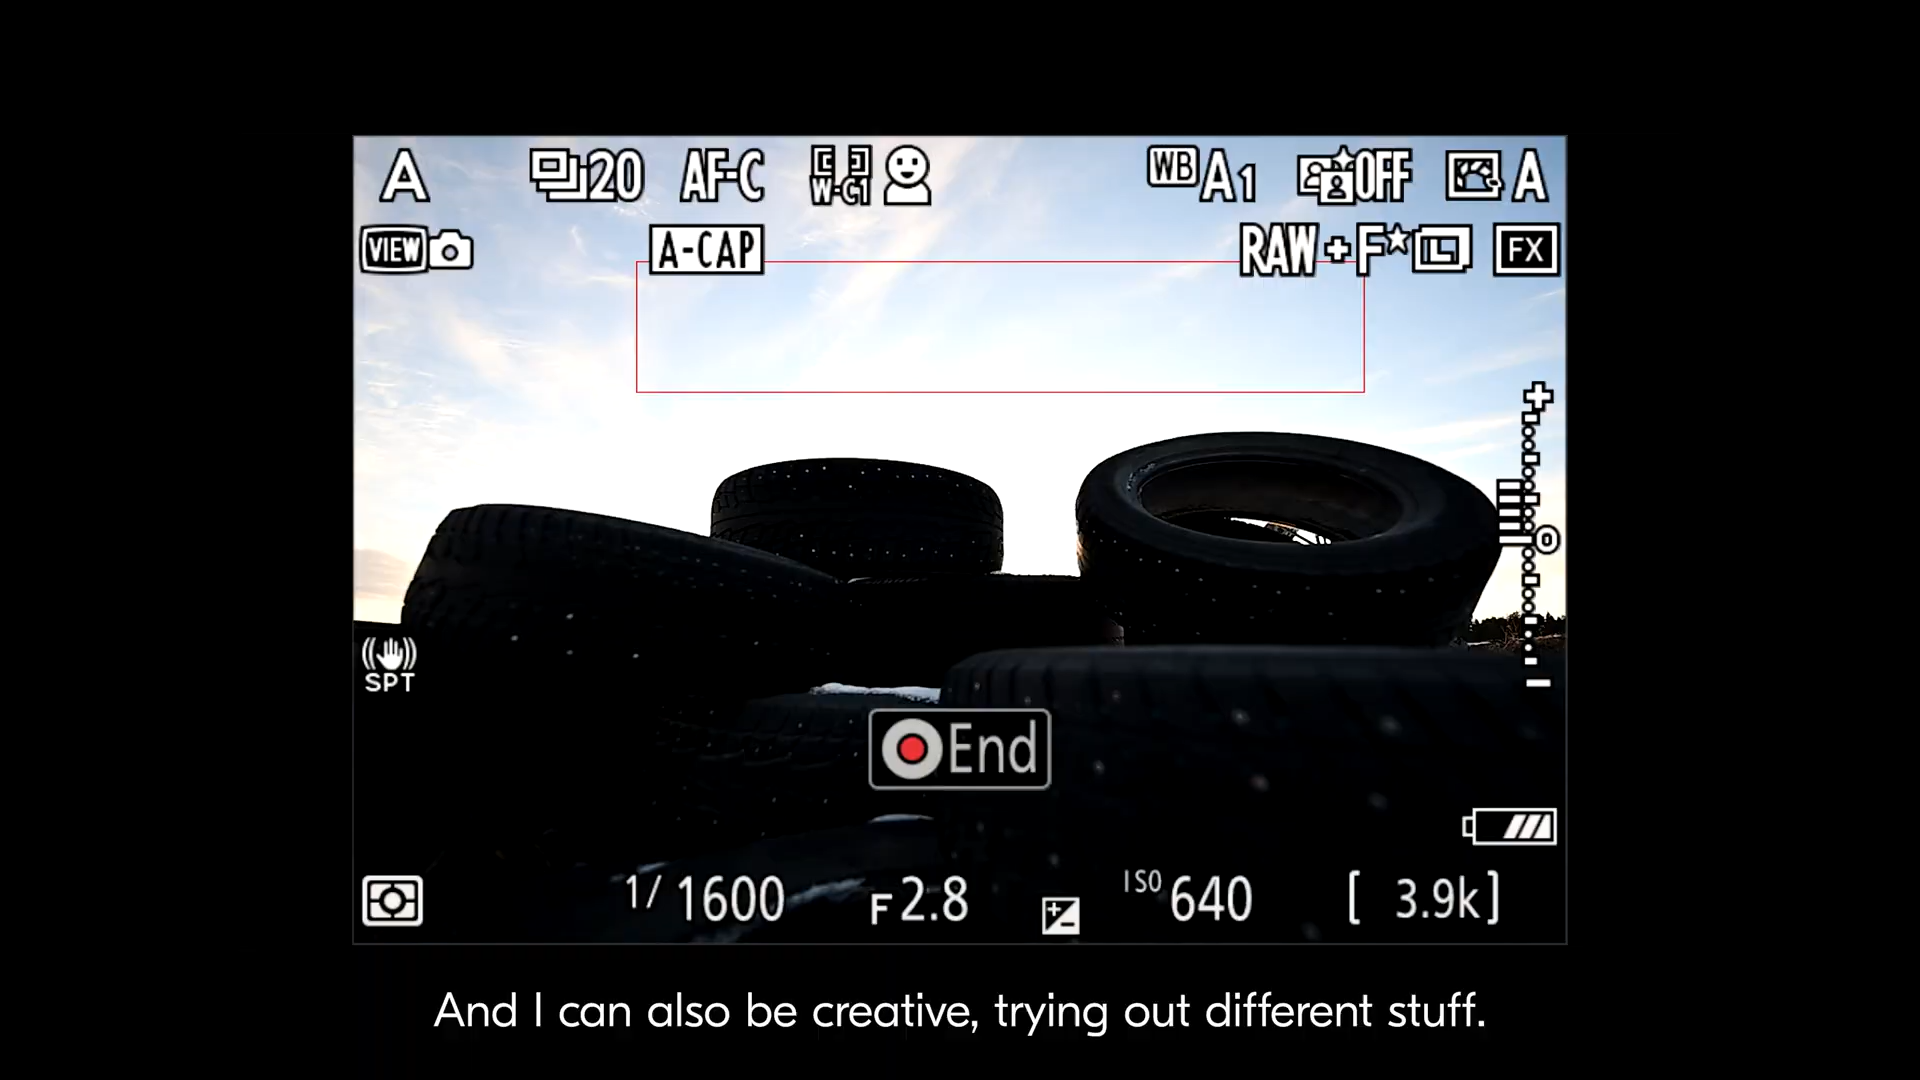 A 20 AF-C W-C1 WB A1 OFF A
VIEW A-CAP RAW + F★ L FX
SPT
End
1/1600 F2.8 ISO 640 [ 3.9k]
And I can also be creative, trying out different stuff.